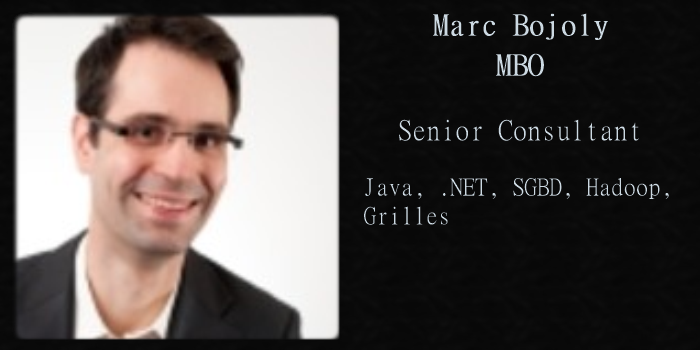 Marc Bojoly
MBO
Senior Consultant
Java, .NET, SGBD, Hadoop,
Grilles